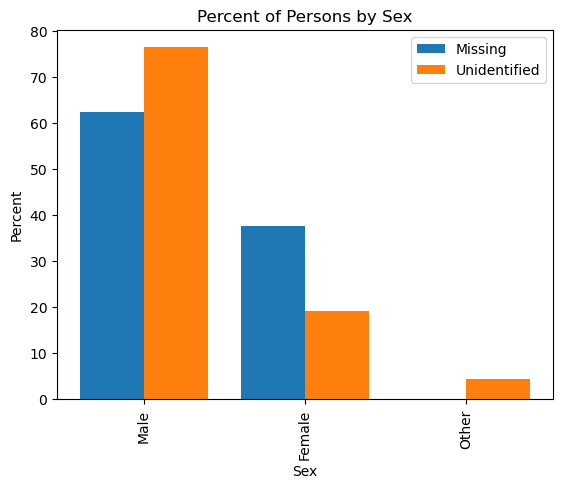 Percent of Persons by Sex
Missing
Unidentified
80
70
60
50
40
30
20
10
0
Percent
Male
Female
Other
Sex